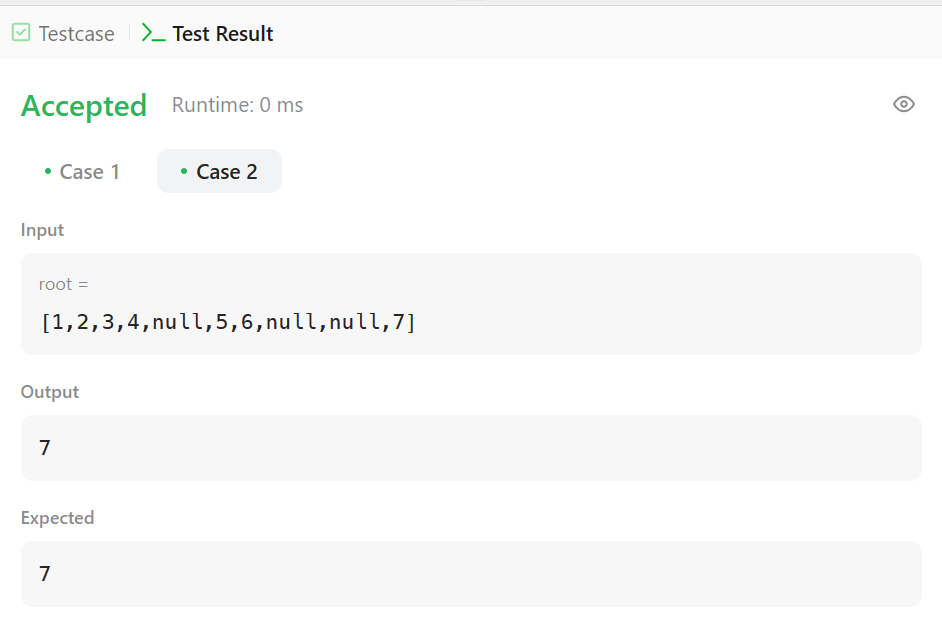 Testcase Test Result
Accepted Runtime: 0 ms
Case 1 Case 2
Input
root =
[1,2,3,4,null,5,6,null,null,7]
Output
7
Expected
7